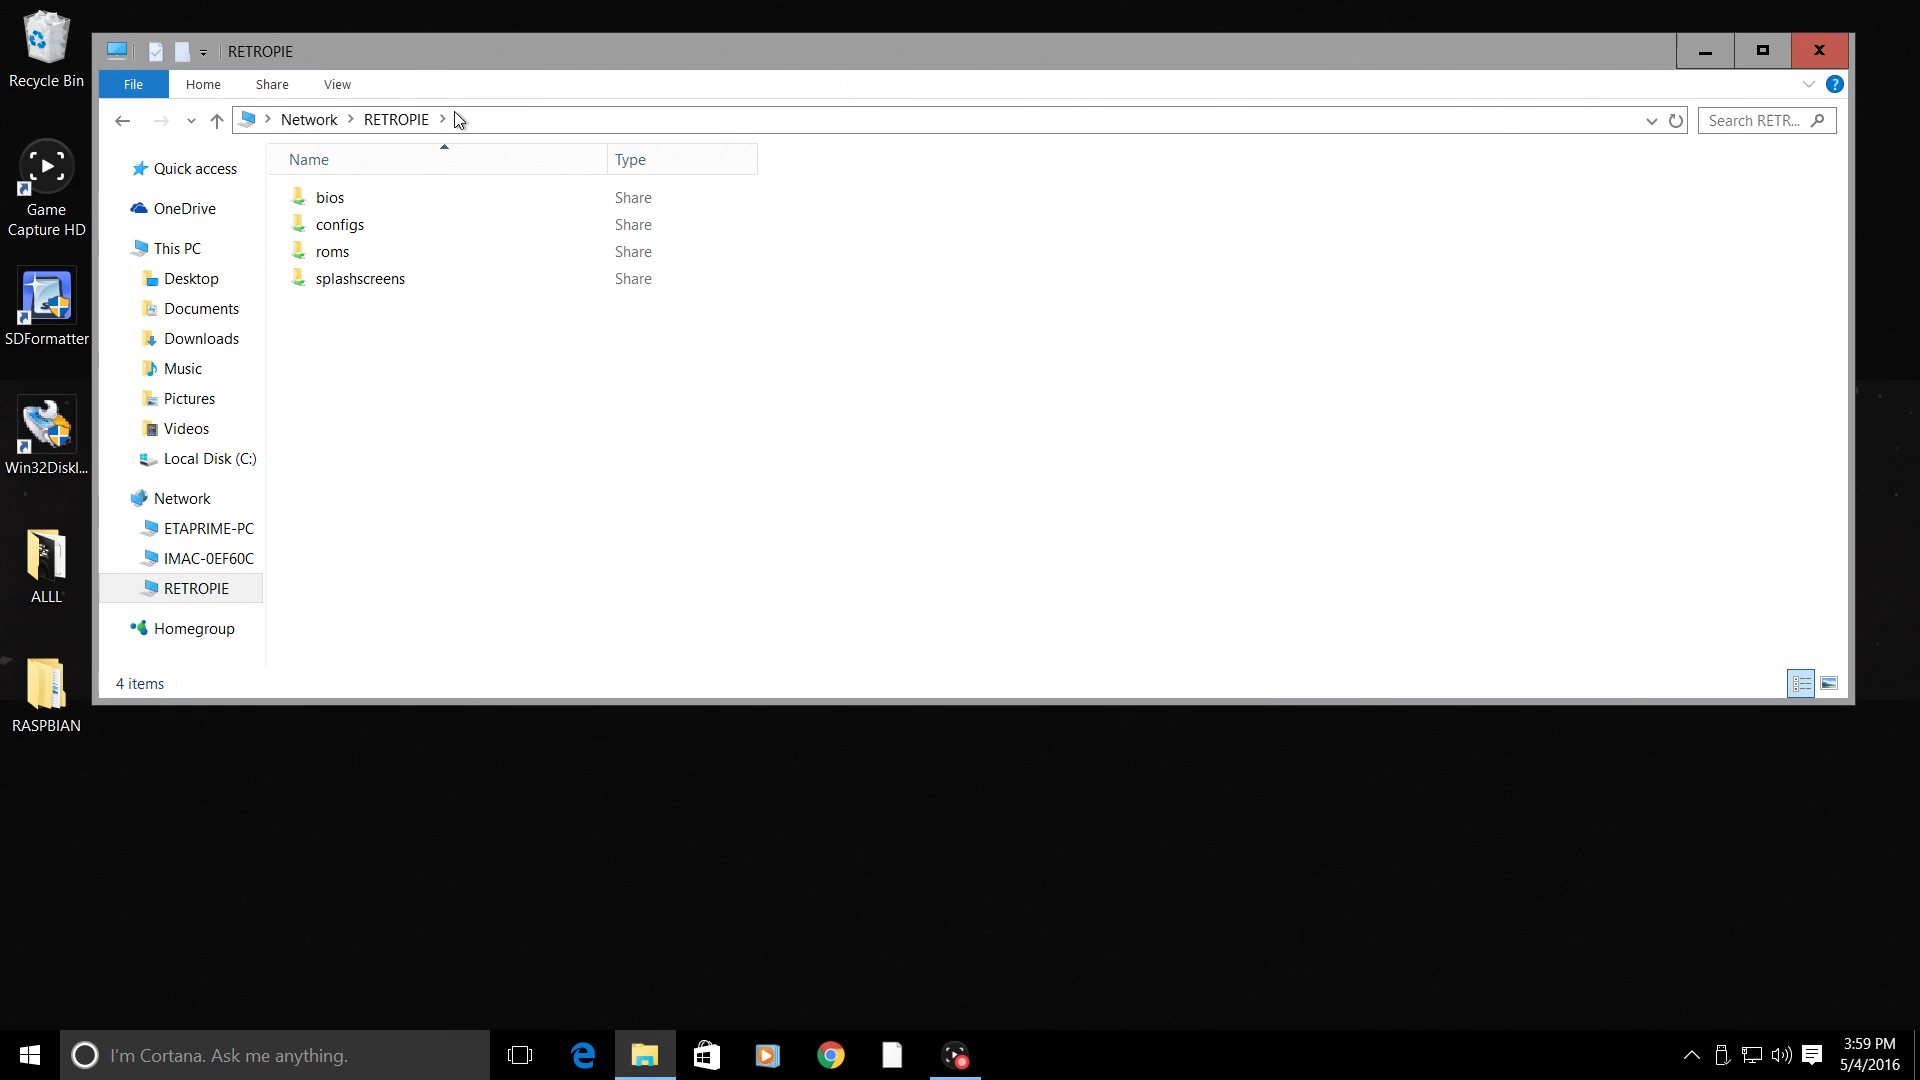 Recycle Bin
Game
Capture HD
SDFormatter
Win32DiskI...
ALLL
RASPBIAN
RETROPIE
File Home Share View
Network RETROPIE
Search RETR...
Quick access
OneDrive
This PC
Desktop
Documents
Downloads
Music
Pictures
Videos
Local Disk (C:)
Network
ETAPRIME-PC
IMAC-0EF60C
RETROPIE
Homegroup
Name Type
bios Share
configs Share
roms Share
splashscreens Share
4 items
I'm Cortana. Ask me anything.
3:59 PM
5/4/2016